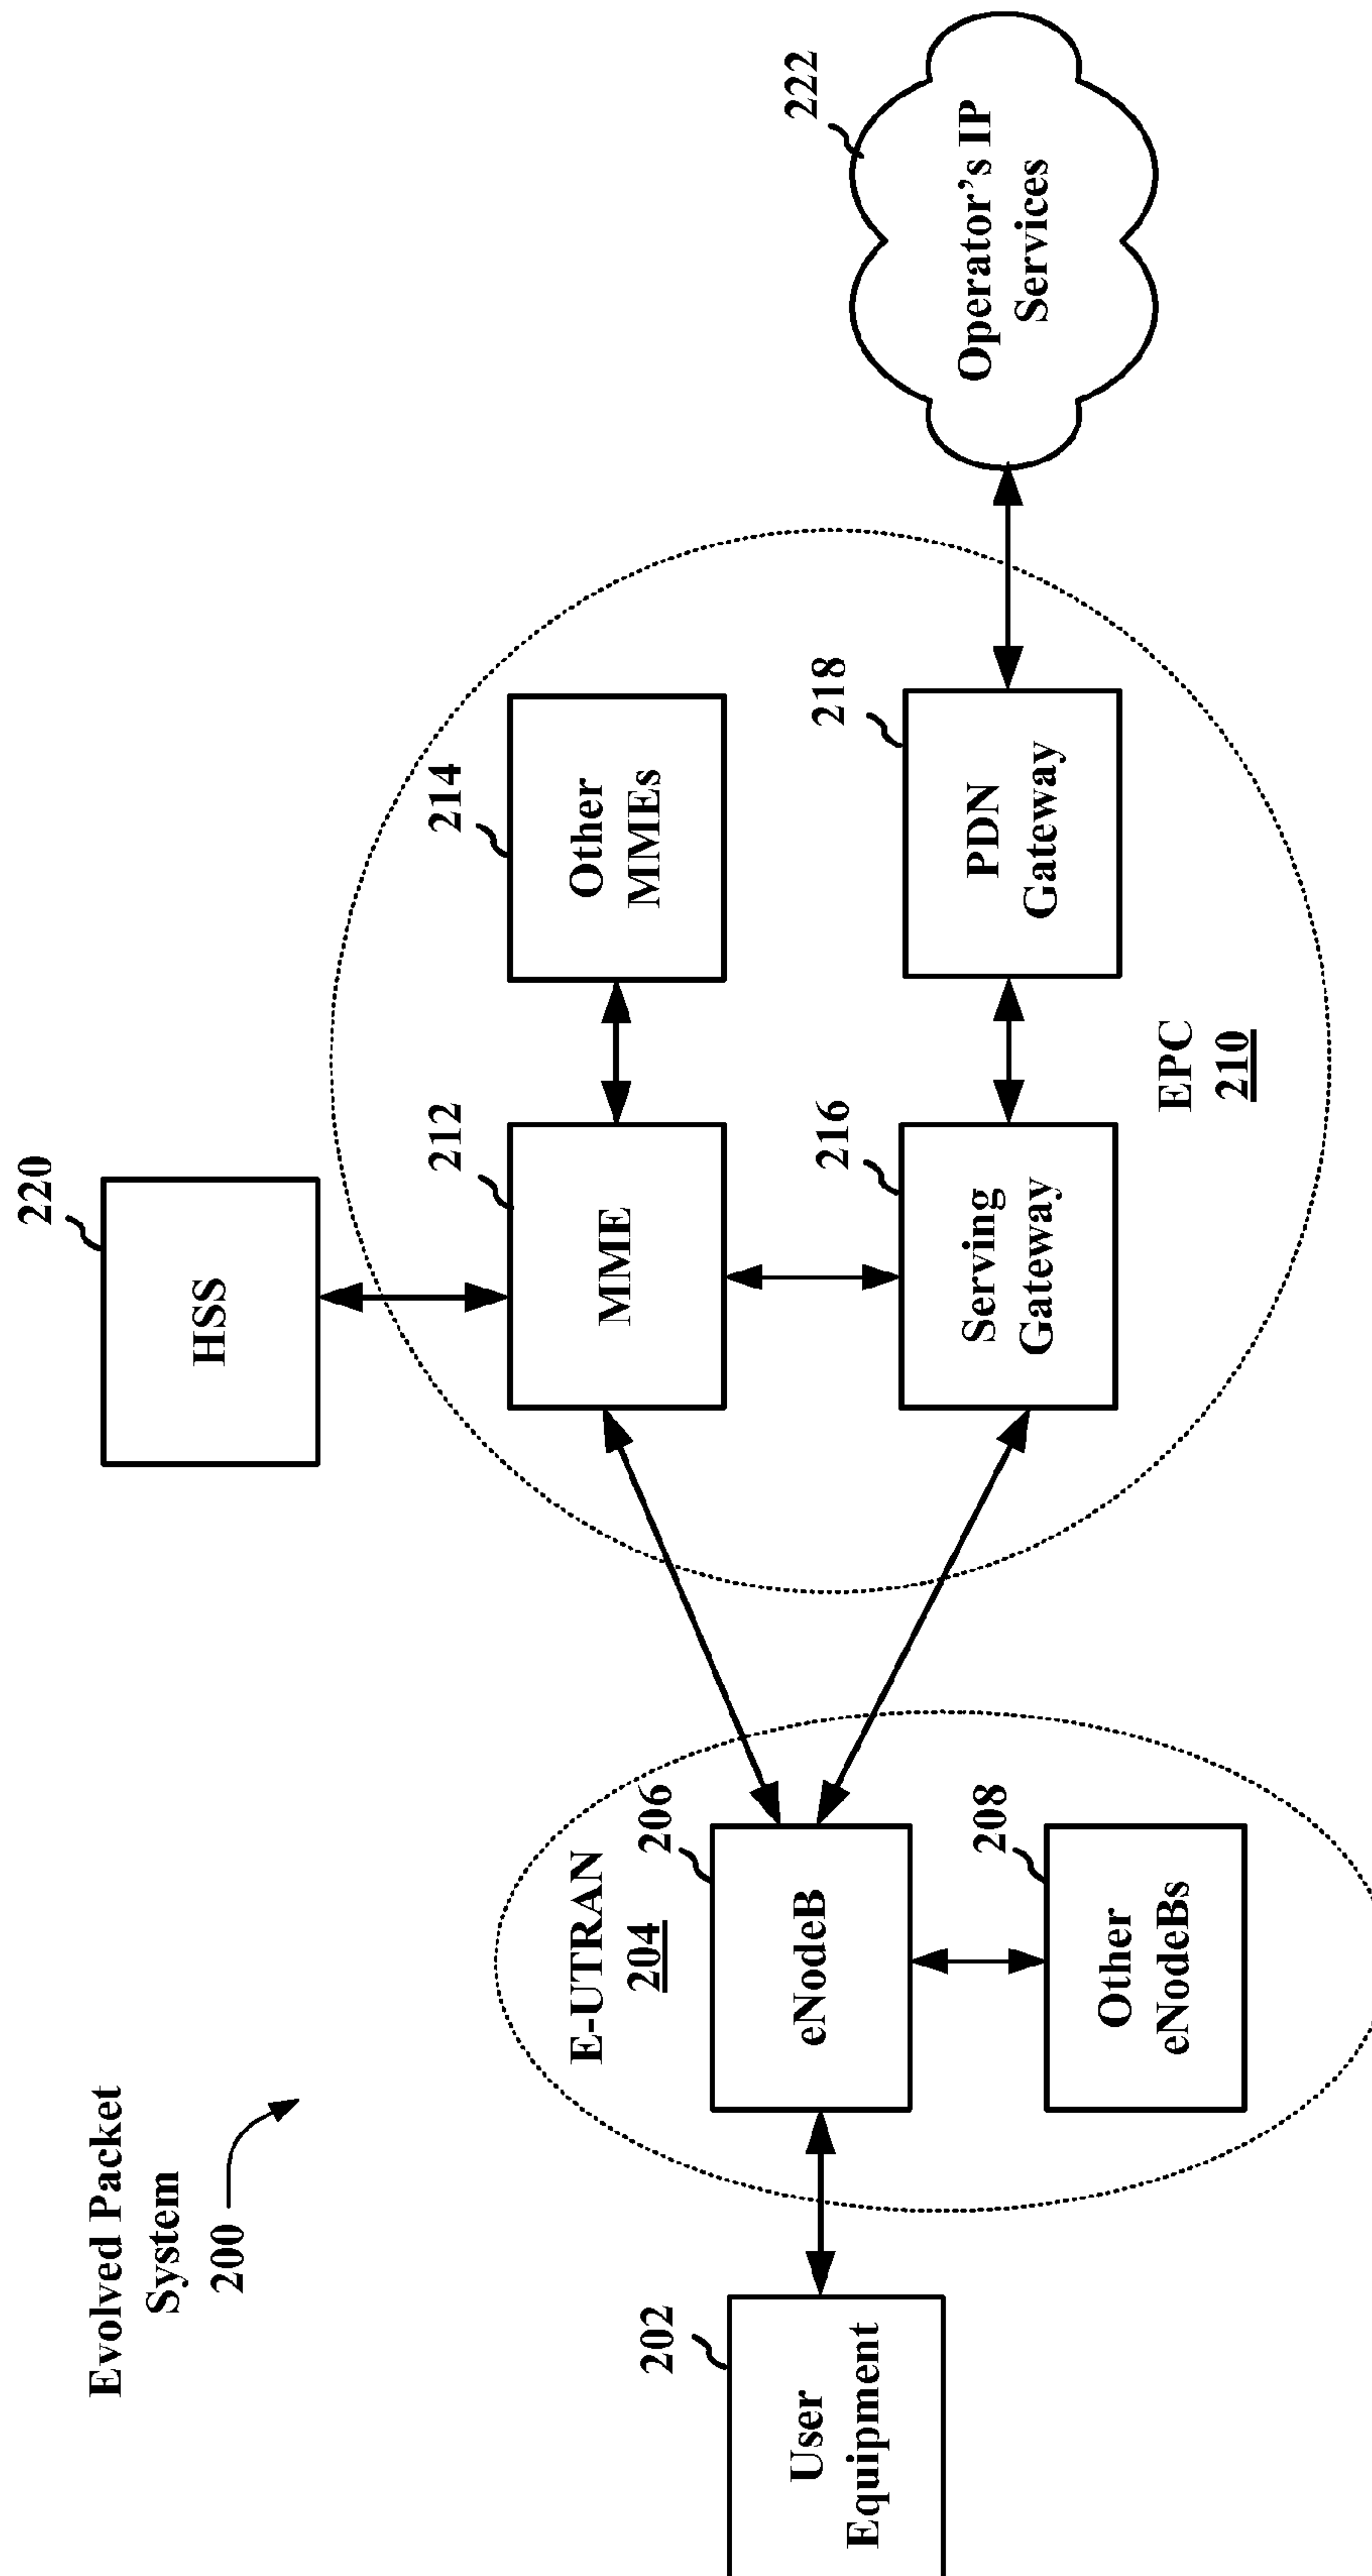 Evolved Packet
System
200
220
HSS
212
MME
214
Other
MMEs
222
Operator’s IP
Services
E-UTRAN
204
206
eNodeB
202
User
Equipment
208
Other
eNodeBs
216
Serving
Gateway
218
PDN
Gateway
EPC
210